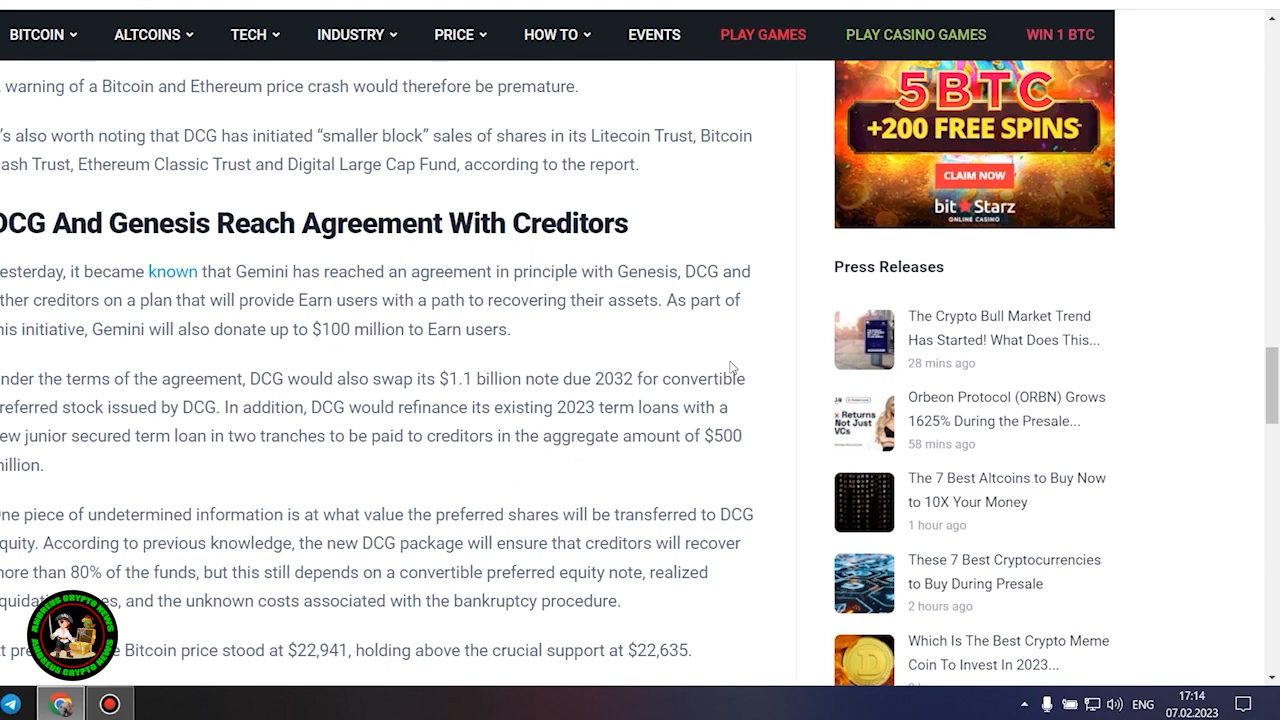 BITCOIN ALTCOINS TECH INDUSTRY PRICE HOW TO EVENTS PLAY GAMES PLAY CASINO GAMES WIN 1 BTC
warning of a Bitcoin and Ethereum price crash would therefore be premature.
's also worth noting that DCG has initiated “smaller block” sales of shares in its Litecoin Trust, Bitcoin
ash Trust, Ethereum Classic Trust and Digital Large Cap Fund, according to the report.
DCG And Genesis Reach Agreement With Creditors
esterday, it became known that Gemini has reached an agreement in principle with Genesis, DCG and
ther creditors on a plan that will provide Earn users with a path to recovering their assets. As part of
his initiative, Gemini will also donate up to $100 million to Earn users.
nder the terms of the agreement, DCG would also swap its $1.1 billion note due 2032 for convertible
referred stock issued by DCG. In addition, DCG would refinance its existing 2023 term loans with a
ew junior secured term loan in two tranches to be paid to creditors in the aggregate amount of $500
illion.
One piece of undetermined information is at what value the preferred shares will be transferred to DCG
quity. According to previous knowledge, the new DCG package will ensure that creditors will recover
more than 80% of the funds, but this still depends on a convertible preferred equity note, realized
quidat es, and the unknown costs associated with the bankruptcy procedure.
t pre e Bitcoin price stood at $22,941, holding above the crucial support at $22,635.
ANDREUS CRYPTO NEWS
ANDREUS CRYPTO NEWS
5BTC
+200 FREE SPINS
CLAIM NOW
bitStarz
ONLINE CASINO
Press Releases
The Crypto Bull Market Trend
Has Started! What Does This...
28 mins ago
x Returns
Not Just
VCs
Orbeon Protocol (ORBN) Grows
1625% During the Presale...
58 mins ago
The 7 Best Altcoins to Buy Now
to 10X Your Money
1 hour ago
These 7 Best Cryptocurrencies
to Buy During Presale
2 hours ago
Which Is The Best Crypto Meme
Coin To Invest In 2023...
ENG
17:14
07.02.2023